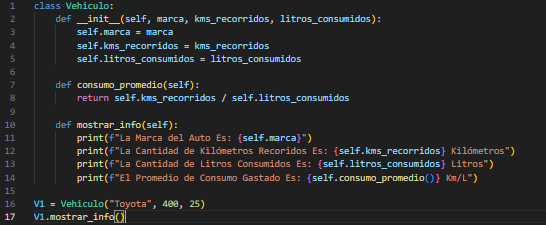 1 class Vehiculo:
2     def __init__(self, marca, kms_recorridos, litros_consumidos):
3         self.marca = marca
4         self.kms_recorridos = kms_recorridos
5         self.litros_consumidos = litros_consumidos
6
7     def consumo_promedio(self):
8         return self.kms_recorridos / self.litros_consumidos
9
10     def mostrar_info(self):
11         print(f"La Marca del Auto Es: {self.marca}")
12         print(f"La Cantidad de Kilómetros Recoridos Es: {self.kms_recorridos} Kilómetros")
13         print(f"La Cantidad de Litros Consumidos Es: {self.litros_consumidos} Litros")
14         print(f"El Promedio de Consumo Gastado Es: {self.consumo_promedio()} Km/L")
15
16 V1 = Vehiculo("Toyota", 400, 25)
17 V1.mostrar_info()